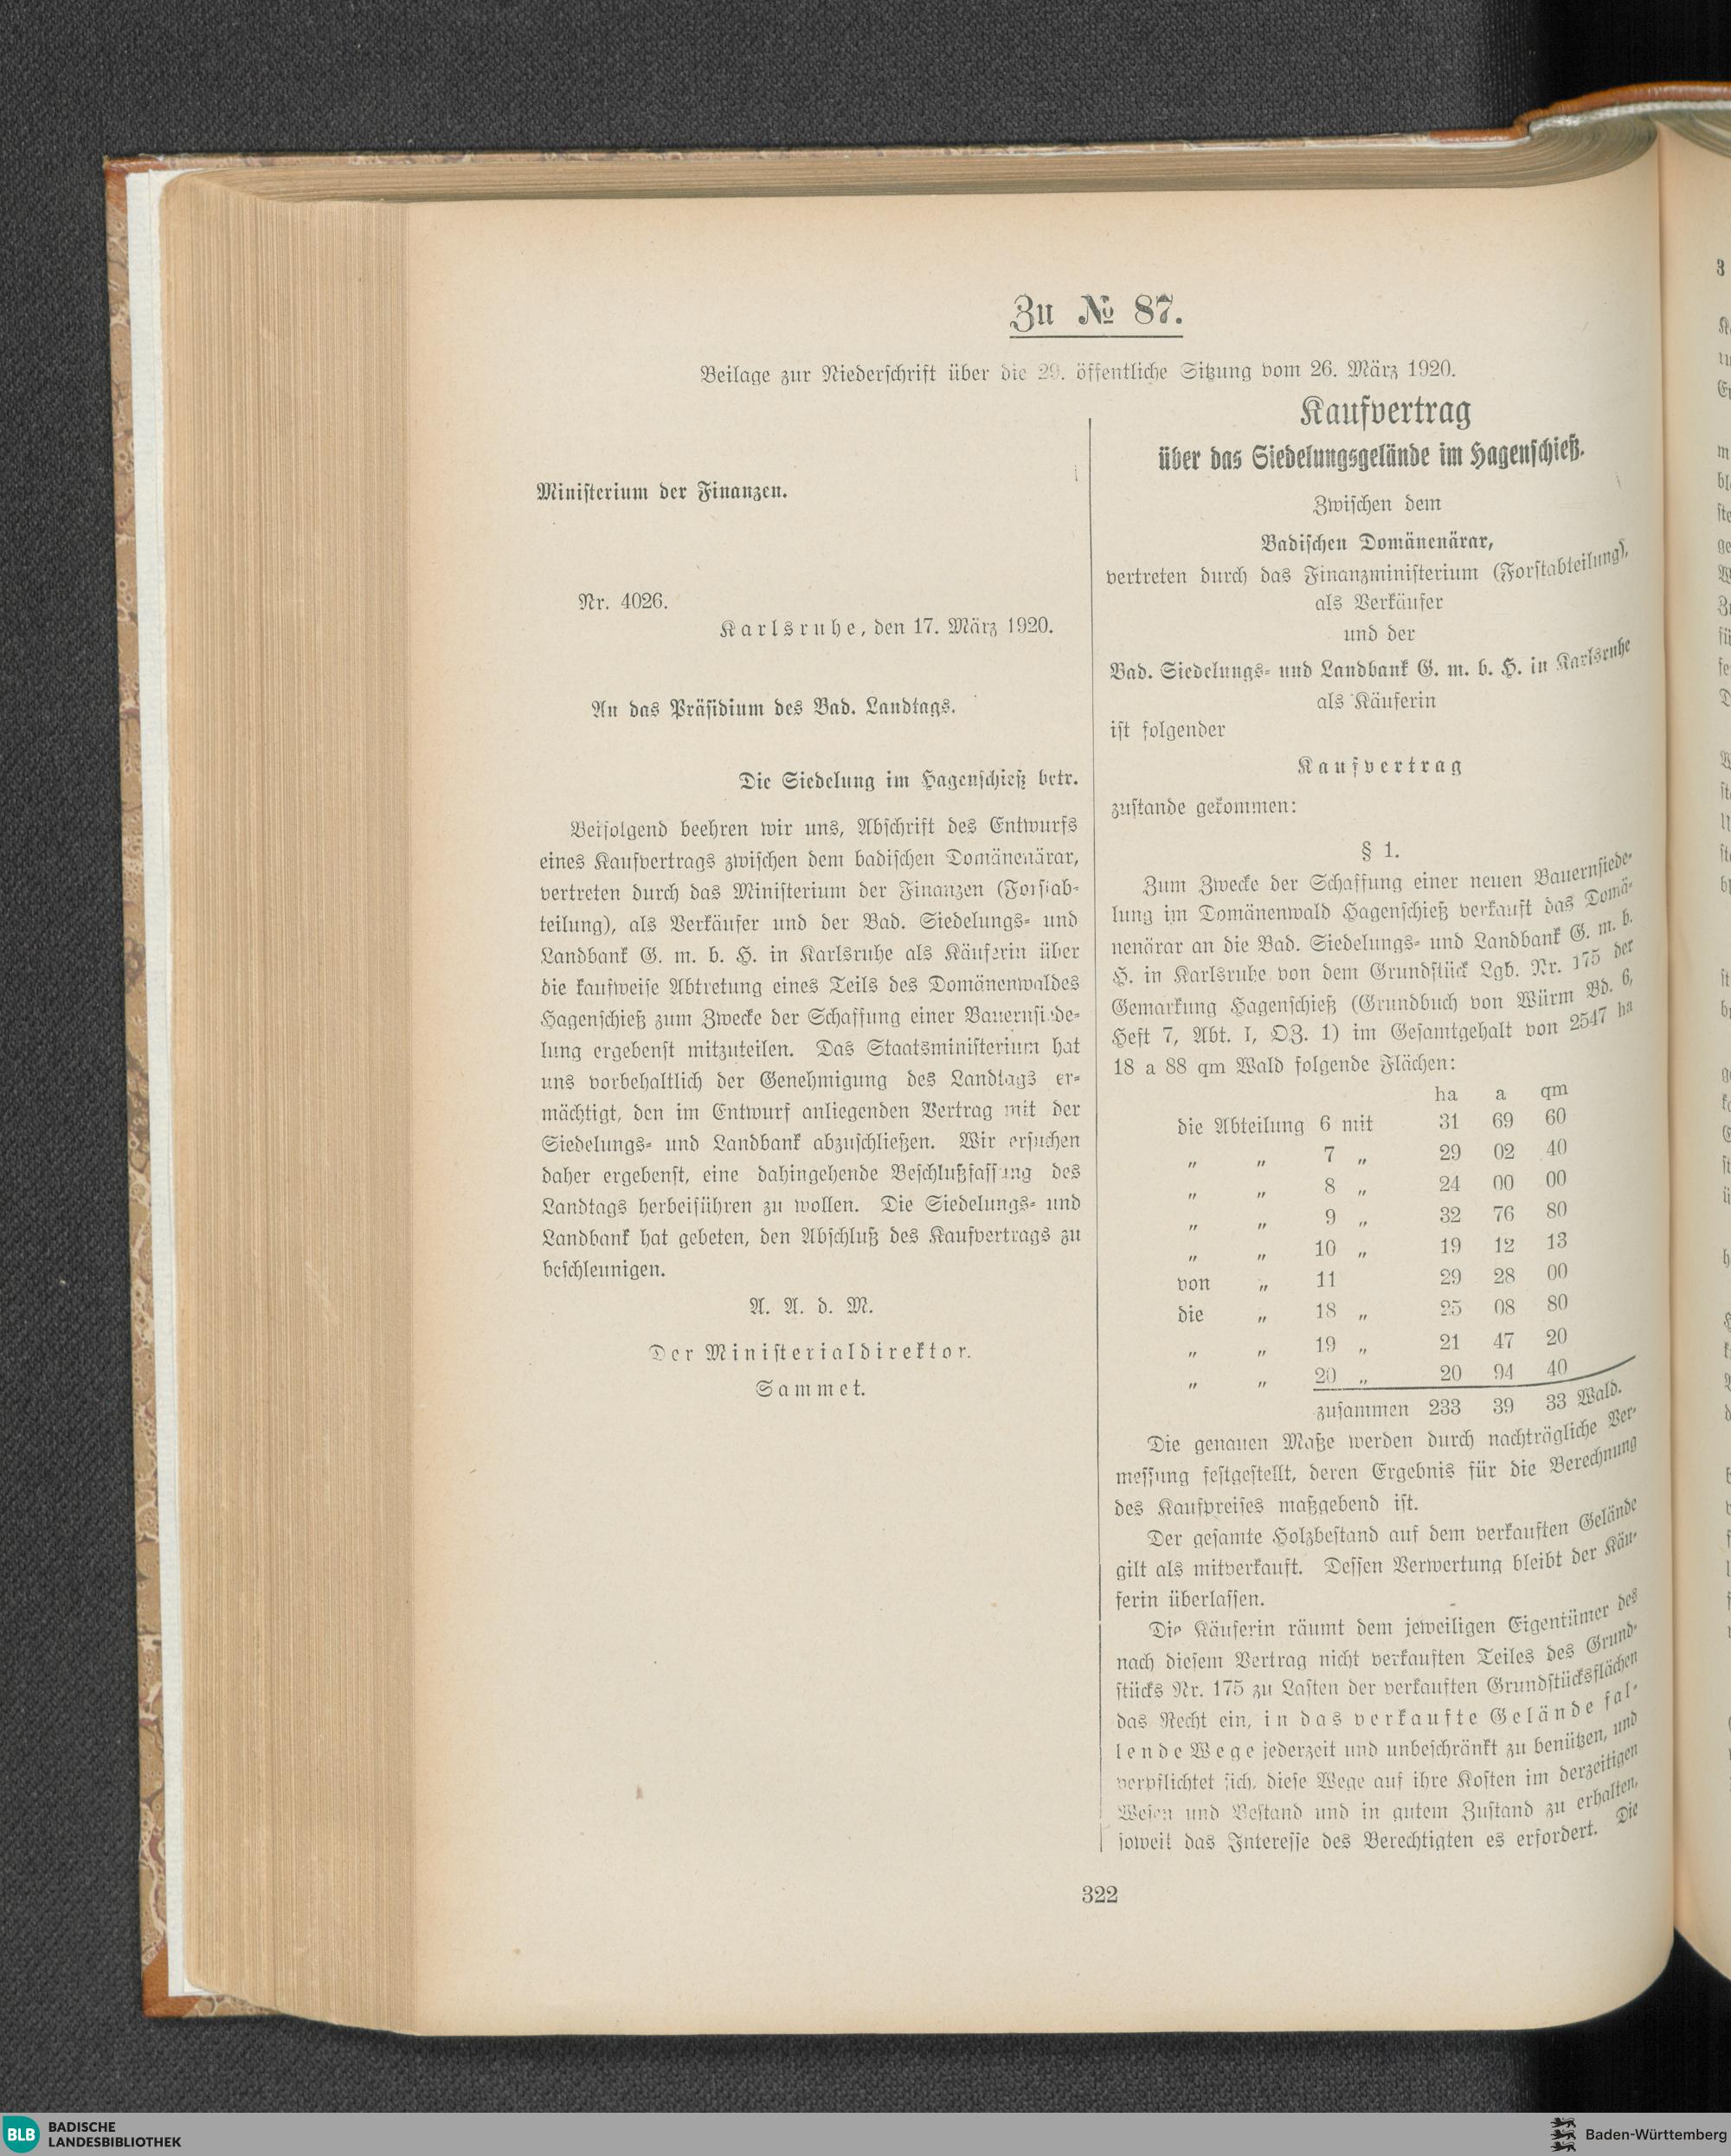 Zu № 87.
Beilage zur Niederschrift über die 29. öffentliche Sitzung vom 26. März 1920.
Ministerium der Finanzen.
Nr. 4026.
Karlsruhe, den 17. März 1920.
An das Präsidium des Bad. Landtags.
Die Siedelung im Hagenschieß betr.
Beifolgend beehren wir uns, Abschrift des Entwurfs
eines Kaufvertrags zwischen dem badischen Domänenärar,
vertreten durch das Ministerium der Finanzen (Forstab-
teilung), als Verkäufer und der Bad. Siedelungs- und
Landbank G. m. b. H. in Karlsruhe als Käuferin über
die kaufweise Abtretung eines Teils des Domänenwaldes
Hagenschieß zum Zwecke der Schaffung einer Bauernsiede-
lung ergebenst mitzuteilen. Das Staatsministerium hat
uns vorbehaltlich der Genehmigung des Landtags er-
mächtigt, den im Entwurf anliegenden Vertrag mit der
Siedelungs- und Landbank abzuschließen. Wir ersuchen
daher ergebenst, eine dahingehende Beschlußfassung des
Landtags herbeiführen zu wollen. Die Siedelungs- und
Landbank hat gebeten, den Abschluß des Kaufvertrags zu
beschleunigen.
A. A. d. M.
Der Ministerialdirektor.
Sammet.
Kaufvertrag
über das Siedelungsgelände im Hagenschieß.
Zwischen dem
Badischen Domänenärar,
vertreten durch das Finanzministerium (Forstabteilung),
als Verkäufer
und der
Bad. Siedelungs- und Landbank G. m. b. H. in Karlsruhe
als Käuferin
ist folgender
Kaufvertrag
zustande gekommen:
§ 1.
Zum Zwecke der Schaffung einer neuen Bauernsiede-
lung im Domänenwald Hagenschieß verkauft das Domä-
nenärar an die Bad. Siedelungs- und Landbank G. m. b.
H. in Karlsruhe von dem Grundstück Lgb. Nr. 175 der
Gemarkung Hagenschieß (Grundbuch von Würm Bd. 6,
Heft 7, Abt. I, OZ. 1) im Gesamtgehalt von 2547 ha
18 a 88 qm Wald folgende Flächen:
ha a qm
die Abteilung 6 mit 31 69 60
„ „ 7 „ 29 02 40
„ „ 8 „ 24 00 00
„ „ 9 „ 32 76 80
„ „ 10 „ 19 12 13
von „ 11 29 28 00
die „ 18 „ 25 08 80
„ „ 19 „ 21 47 20
„ „ 20 „ 20 94 40
zusammen 233 39 33 Wald.
Die genauen Maße werden durch nachträgliche Ver-
messung festgestellt, deren Ergebnis für die Berechnung
des Kaufpreises maßgebend ist.
Der gesamte Holzbestand auf dem verkauften Gelände
gilt als mitverkauft. Dessen Verwertung bleibt der Käu-
ferin überlassen.
Die Käuferin räumt dem jeweiligen Eigentümer des
nach diesem Vertrag nicht verkauften Teiles des Grund-
stücks Nr. 175 zu Lasten der verkauften Grundstücksflächen
das Recht ein, in das verkaufte Gelände fal-
lende Wege jederzeit und unbeschränkt zu benützen, und
verpflichtet sich, diese Wege auf ihre Kosten im derzeitigen
Wesen und Bestand und in gutem Zustand zu erhalten,
soweit das Interesse des Berechtigten es erfordert. Die
322
BLB BADISCHE
LANDESBIBLIOTHEK
Baden-Württemberg